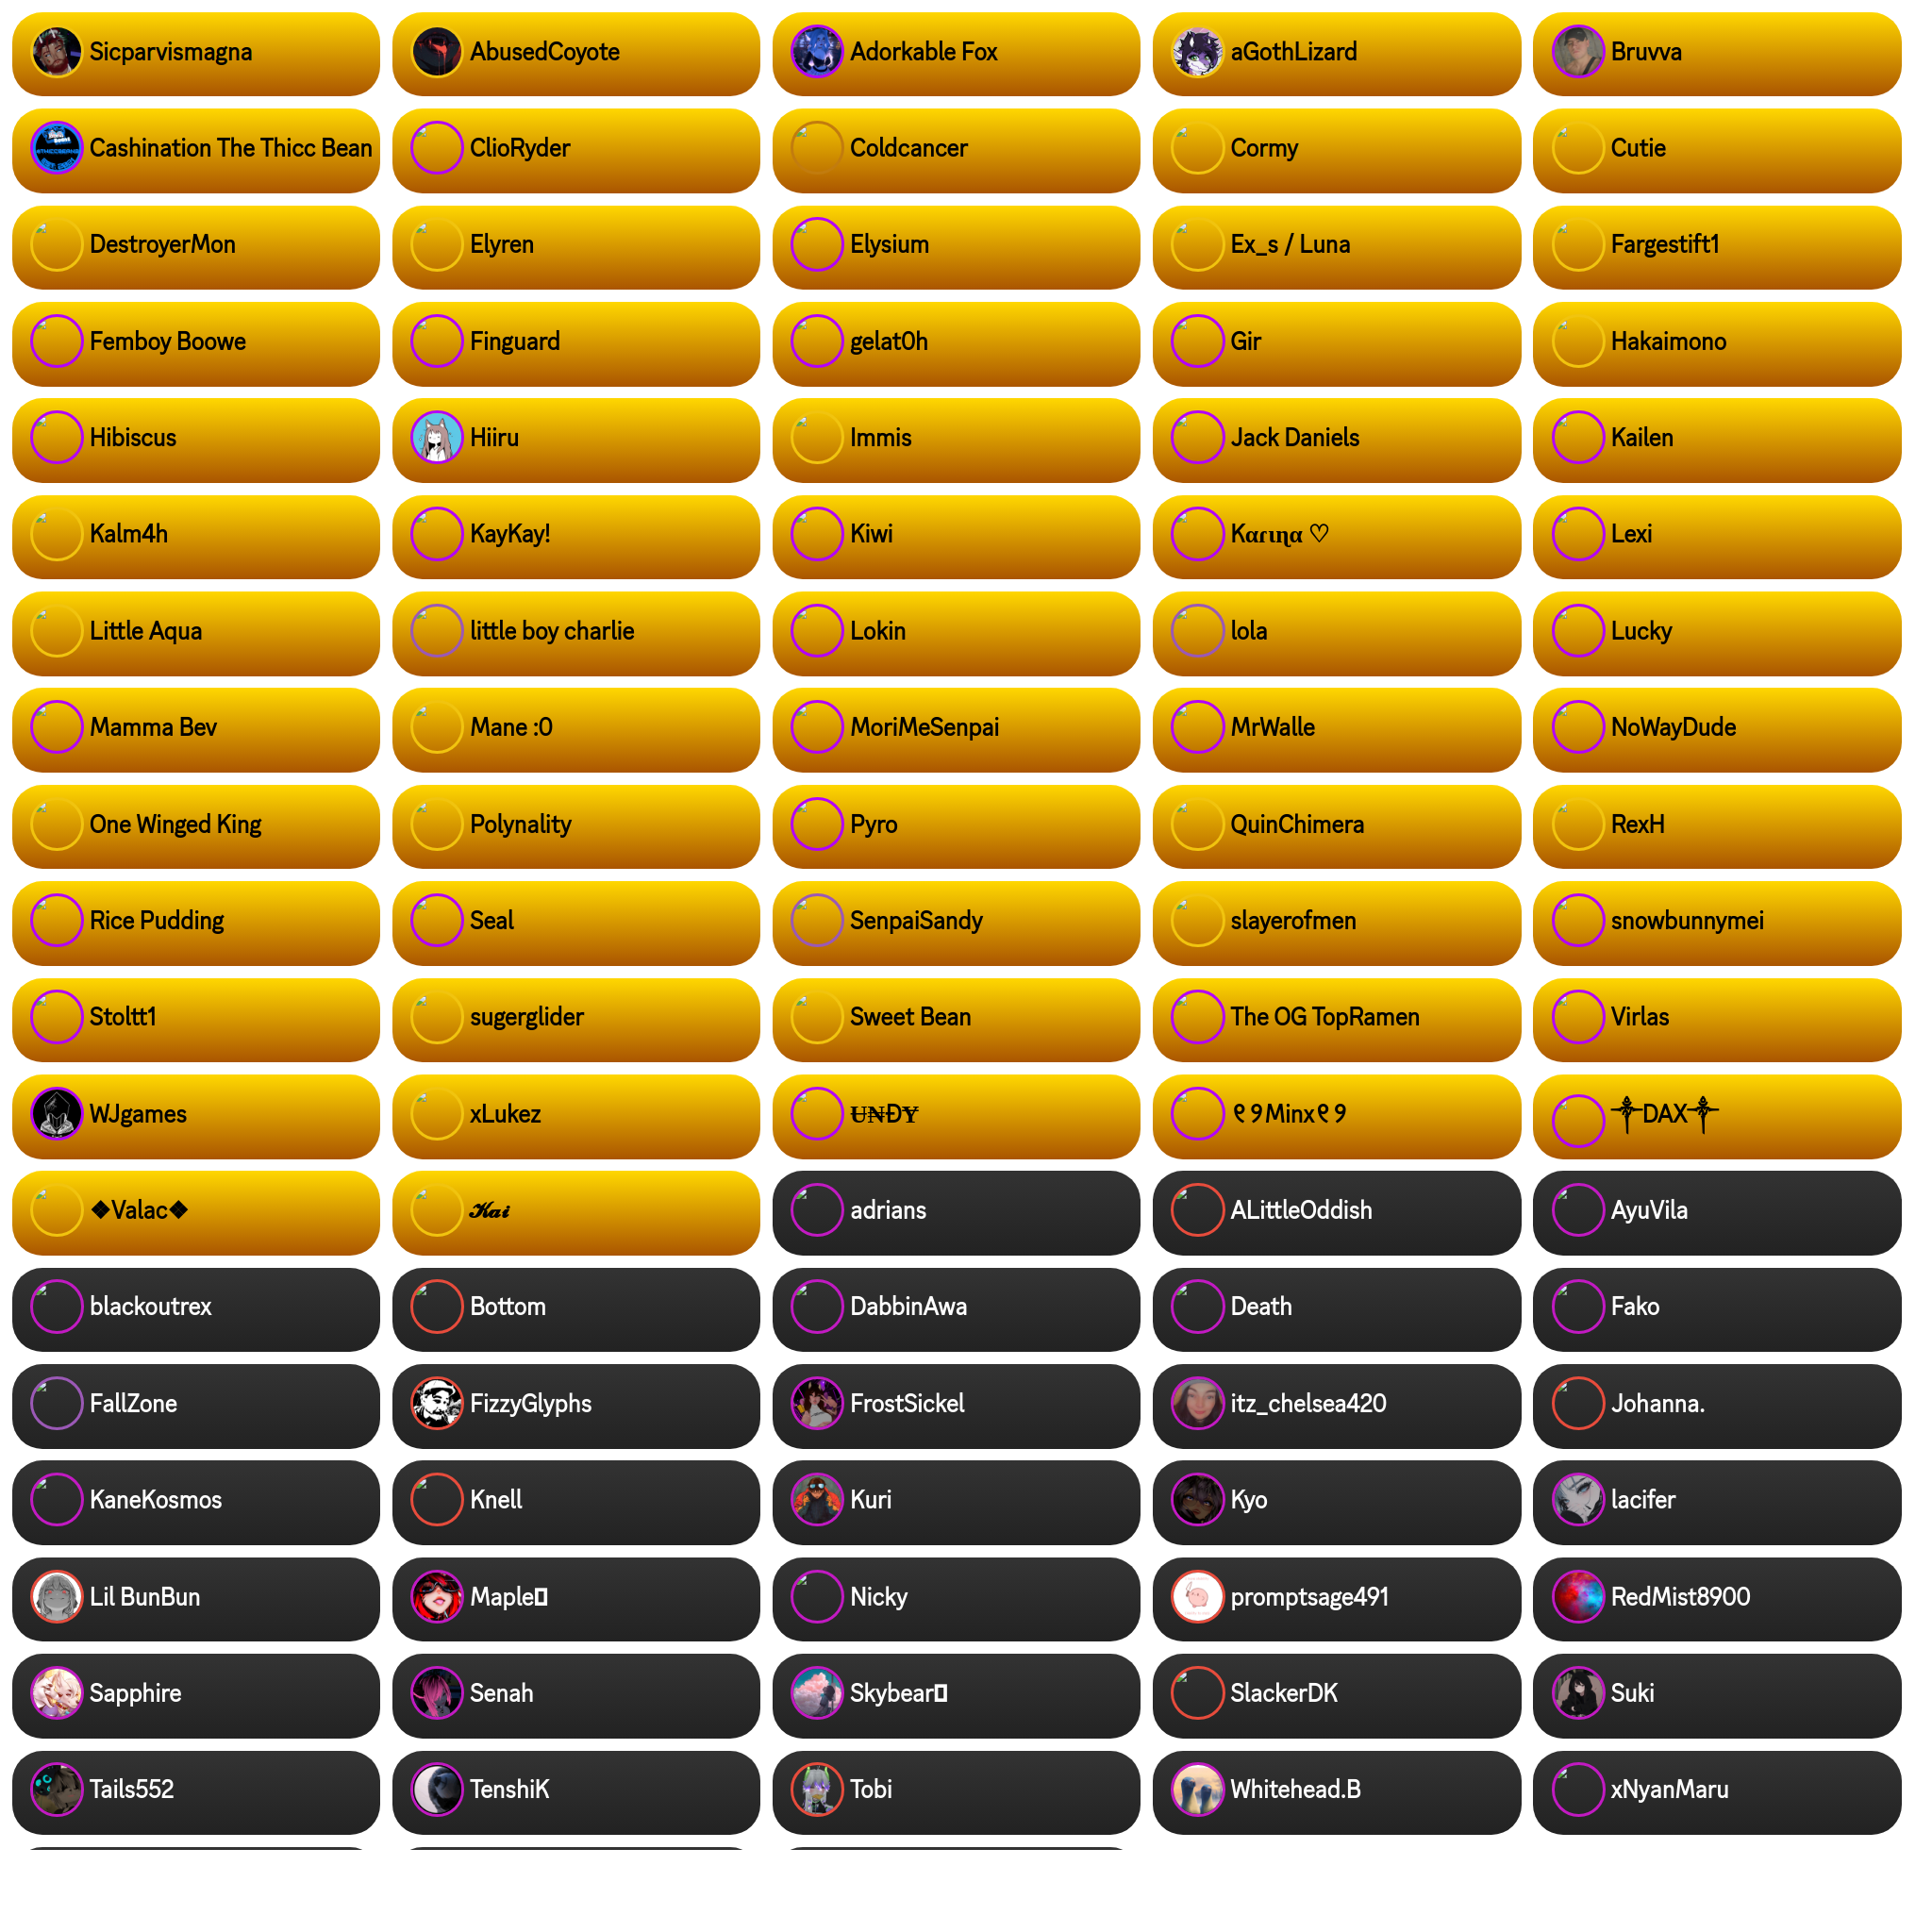 Sicparvismagna
AbusedCoyote
Adorkable Fox
aGothLizard
Bruvva
Cashination The Thicc Bean
ClioRyder
Coldcancer
Cormy
Cutie
DestroyerMon
Elyren
Elysium
Ex_s / Luna
Fargestift1
Femboy Boowe
Finguard
gelat0h
Gir
Hakaimono
Hibiscus
Hiiru
Immis
Jack Daniels
Kailen
Kalm4h
KayKay!
Kiwi
Kαɾιɳα ♡
Lexi
Little Aqua
little boy charlie
Lokin
lola
Lucky
Mamma Bev
Mane :0
MoriMeSenpai
MrWalle
NoWayDude
One Winged King
Polynality
Pyro
QuinChimera
RexH
Rice Pudding
Seal
SenpaiSandy
slayerofmen
snowbunnymei
Stoltt1
sugerglider
Sweet Bean
The OG TopRamen
Virlas
WJgames
xLukez
U̶N̶ĐY̶
୧୨Minx୧୨
༒DAX༒
❖Valac❖
𝓚𝓪𝓲
adrians
ALittleOddish
AyuVila
blackoutrex
Bottom
DabbinAwa
Death
Fako
FallZone
FizzyGlyphs
FrostSickel
itz_chelsea420
Johanna.
KaneKosmos
Knell
Kuri
Kyo
lacifer
Lil BunBun
Maple
Nicky
promptsage491
RedMist8900
Sapphire
Senah
Skybear
SlackerDK
Suki
Tails552
TenshiK
Tobi
Whitehead.B
xNyanMaru